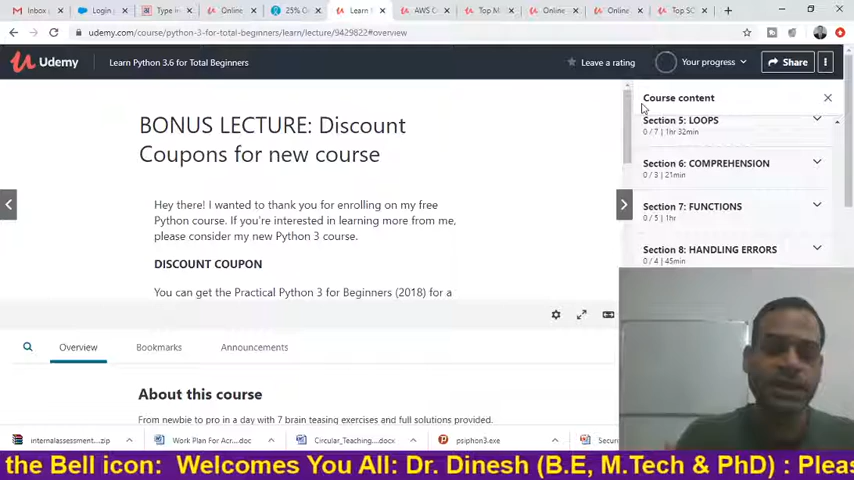 Inbox
Login
Type in
Online
25% O
Learn
AWS C
Top M
Online
Online
Top SC
udemy.com/course/python-3-for-total-beginners/learn/lecture/9429822#overview
Udemy
Learn Python 3.6 for Total Beginners
Leave a rating
Your progress
Share
BONUS LECTURE: Discount
Coupons for new course
Hey there! I wanted to thank you for enrolling on my free
Python course. If you're interested in learning more from me,
please consider my new Python 3 course.
DISCOUNT COUPON
You can get the Practical Python 3 for Beginners (2018) for a
Course content
Section 5: LOOPS
0 / 7 | 1hr 32min
Section 6: COMPREHENSION
0 / 3 | 21min
Section 7: FUNCTIONS
0 / 5 | 1hr
Section 8: HANDLING ERRORS
0 / 4 | 45min
Overview
Bookmarks
Announcements
About this course
From newbie to pro in a day with 7 brain teasing exercises and full solutions provided.
internalassessment.zip
Work Plan For Acr....doc
Circular_Teaching....docx
psiphon3.exe
Secur
the Bell icon:  Welcomes You All: Dr. Dinesh (B.E, M.Tech & PhD) : Pleas